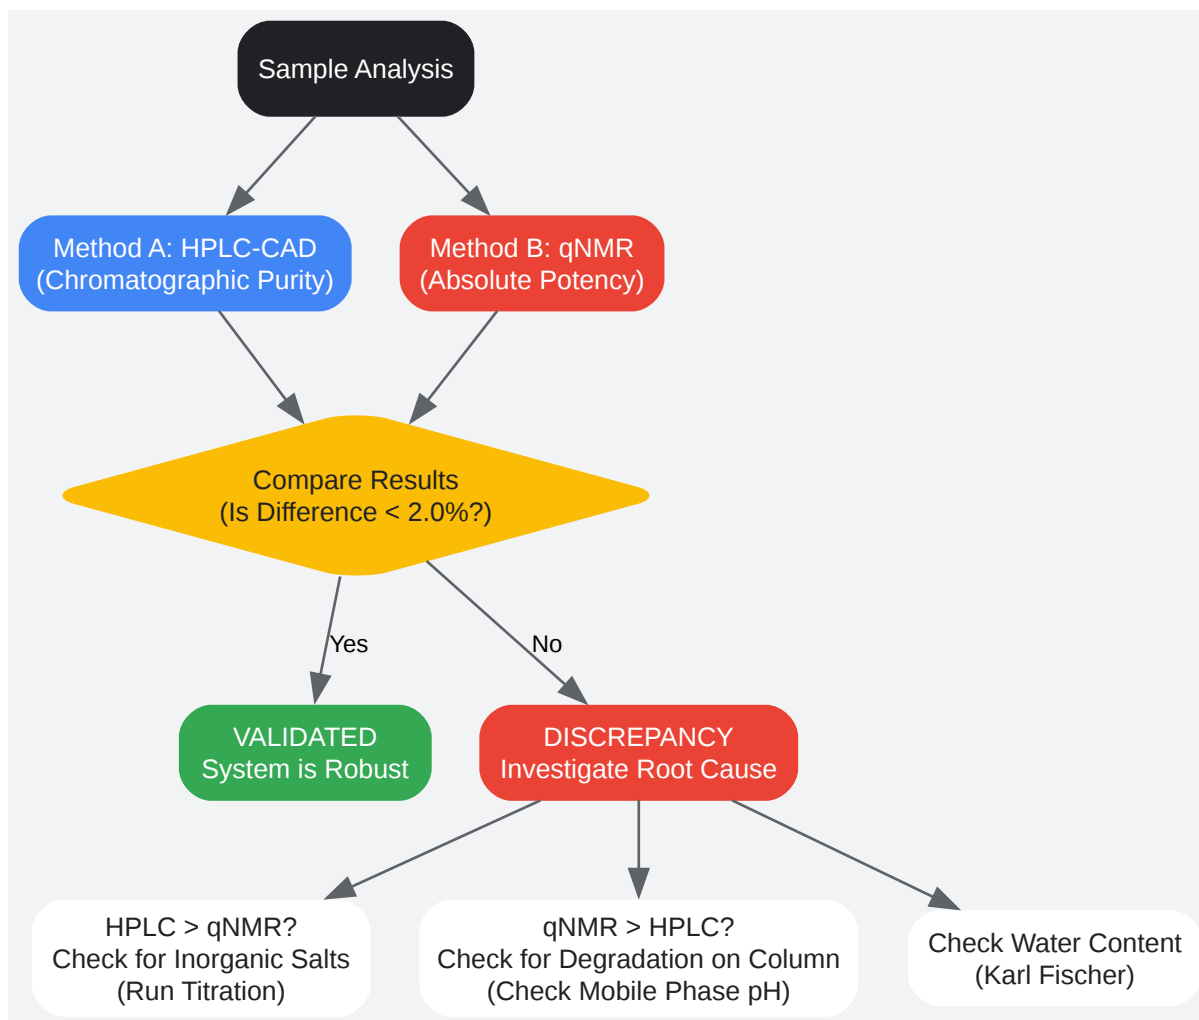 Sample Analysis
Method A: HPLC-CAD
(Chromatographic Purity)
Method B: qNMR
(Absolute Potency)
Compare Results
(Is Difference < 2.0%?)
Yes
No
VALIDATED
System is Robust
DISCREPANCY
Investigate Root Cause
HPLC > qNMR?
Check for Inorganic Salts
(Run Titration)
qNMR > HPLC?
Check for Degradation on Column
(Check Mobile Phase pH)
Check Water Content
(Karl Fischer)